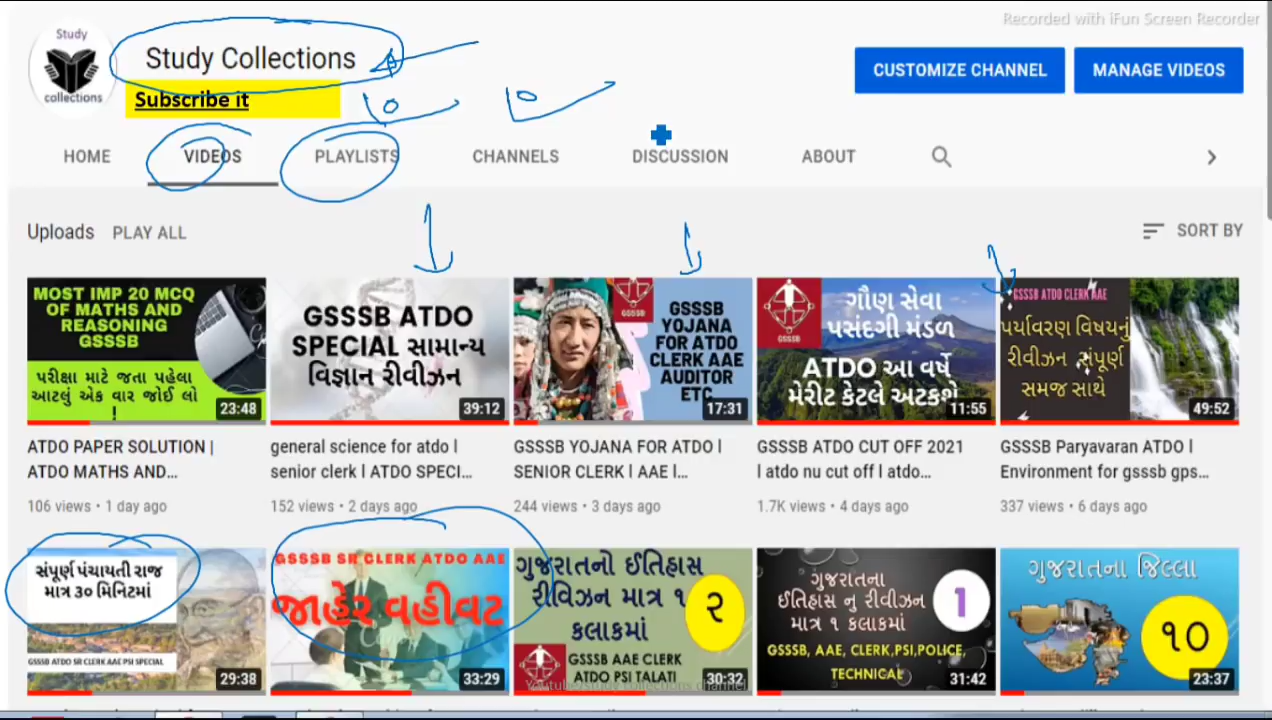 Recorded with iFun Screen Recorder
Study
collections
Study Collections
Subscribe it
CUSTOMIZE CHANNEL
MANAGE VIDEOS
HOME
VIDEOS
PLAYLISTS
CHANNELS
DISCUSSION
ABOUT
Uploads
PLAY ALL
SORT BY
MOST IMP 20 MCQ
OF MATHS AND
REASONING
GSSSB
પરીક્ષા માટે જતા પહેલા
આટલું એક વાર જોઈ લો
!
23:48
GSSSB ATDO
SPECIAL સામાન્ય
વિજ્ઞાન રીવીઝન
39:12
GSSSB
GSSSB
YOJANA
FOR ATDO
CLERK AAE
AUDITOR
ETC
17:31
GSSSB
ગૌણ સેવા
પસંદગી મંડળ
ATDO આ વર્ષે
મેરીટ કેટલે અટકશે
11:55
GSSSB ATDO CLERK AAE
પર્યાવરણ વિષયનું
રીવીઝન સંપૂર્ણ
સમજ સાથે
49:52
ATDO PAPER SOLUTION |
ATDO MATHS AND...
106 views • 1 day ago
general science for atdo l
senior clerk l ATDO SPECI...
152 views • 2 days ago
GSSSB YOJANA FOR ATDO l
SENIOR CLERK l AAE l...
244 views • 3 days ago
GSSSB ATDO CUT OFF 2021
l atdo nu cut off l atdo...
1.7K views • 4 days ago
GSSSB Paryavaran ATDO l
Environment for gsssb gps...
337 views • 6 days ago
સંપૂર્ણ પંચાયતી રાજ
માત્ર ૩૦ મિનિટમાં
GSSSB ATDO SR CLERK AAE PSI SPECIAL
29:38
GSSSB SR CLERK ATDO AAE
જાહેર વહીવટ
33:29
ગુજરાતનો ઈતિહાસ
રીવિઝન માત્ર ૧
કલાકમાં
૨
GSSSB AAE CLERK
ATDO PSI TALATI
30:32
Youtube/study collections channel
ગુજરાતના
ઈતિહાસ નુ રીવીઝન
માત્ર ૧ કલાકમાં
1
GSSSB, AAE, CLERK,PSI,POLICE,
TECHNICAL
31:42
ગુજરાતના જિલ્લા
૧૦
23:37